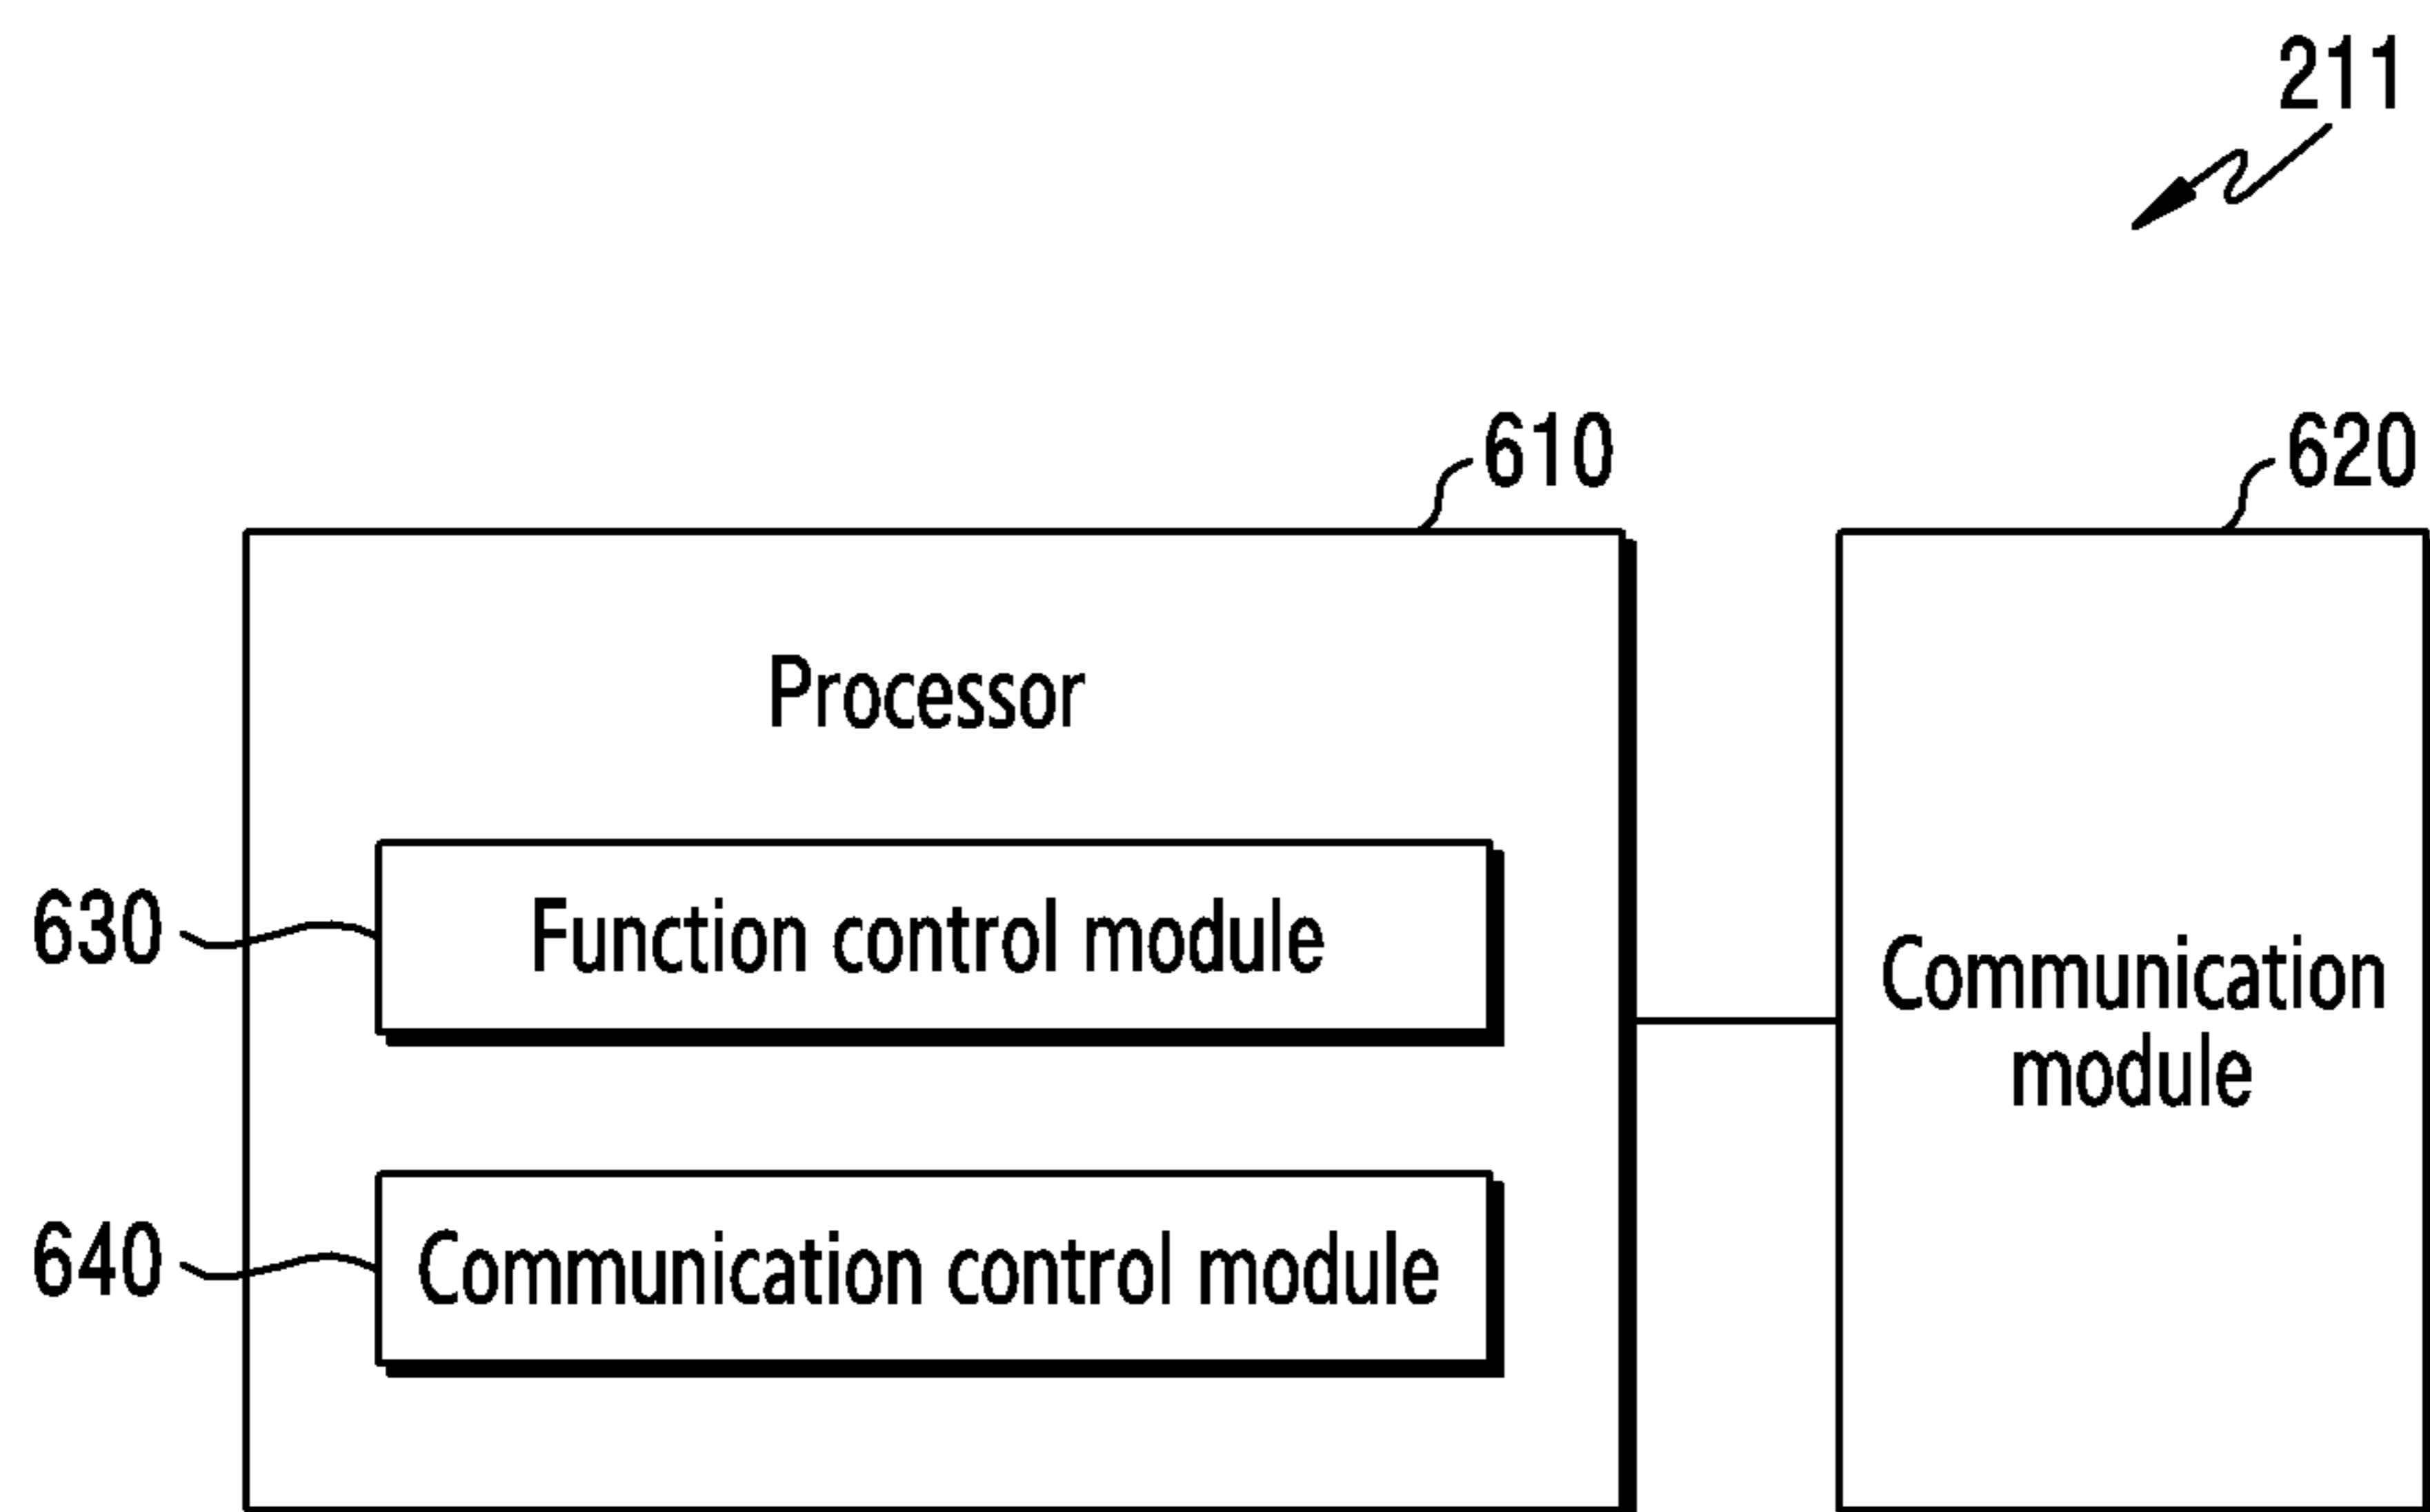 211
610
620
Processor
630
Function control module
Communication
module
640
Communication control module